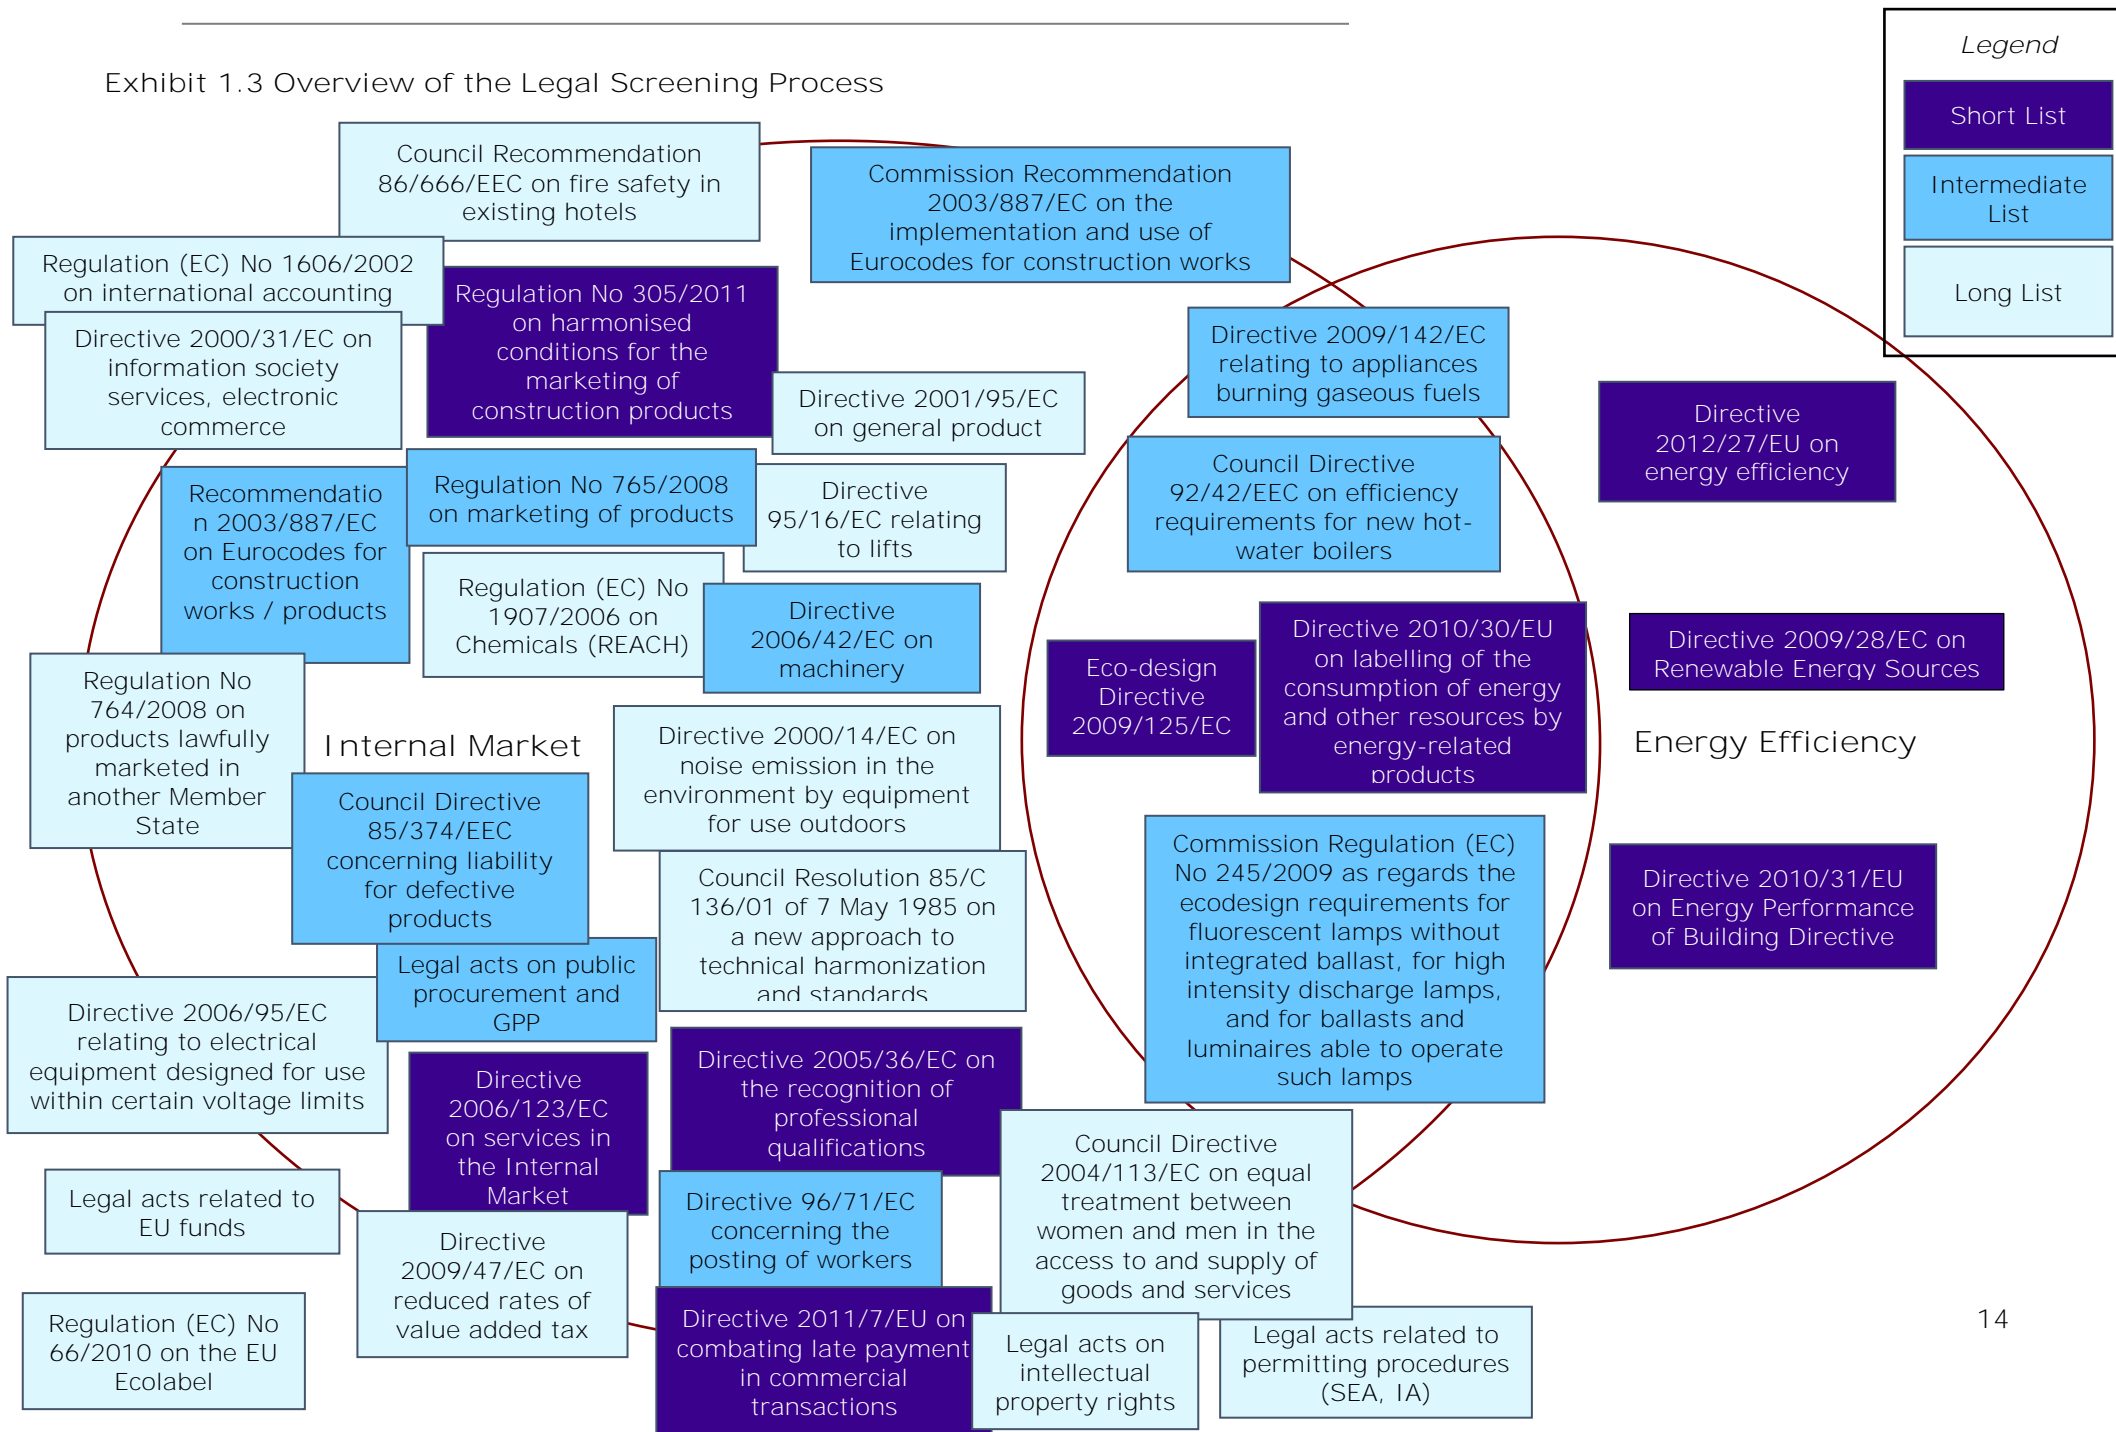 Exhibit 1.3 Overview of the Legal Screening Process
Legend
Short List
Intermediate
List
Long List
Council Recommendation
86/666/EEC on fire safety in
existing hotels
Commission Recommendation
2003/887/EC on the
implementation and use of
Eurocodes for construction works
Regulation (EC) No 1606/2002
on international accounting
Regulation No 305/2011
on harmonised
conditions for the
marketing of
construction products
Directive 2000/31/EC on
information society
services, electronic
commerce
Directive 2001/95/EC
on general product
Directive 2009/142/EC
relating to appliances
burning gaseous fuels
Directive
2012/27/EU on
energy efficiency
Recommendatio
n 2003/887/EC
on Eurocodes for
construction
works / products
Regulation No 765/2008
on marketing of products
Directive
95/16/EC relating
to lifts
Council Directive
92/42/EEC on efficiency
requirements for new hot-
water boilers
Regulation (EC) No
1907/2006 on
Chemicals (REACH)
Directive
2006/42/EC on
machinery
Eco-design
Directive
2009/125/EC
Directive 2010/30/EU
on labelling of the
consumption of energy
and other resources by
energy-related
products
Directive 2009/28/EC on
Renewable Energy Sources
Regulation No
764/2008 on
products lawfully
marketed in
another Member
State
Internal Market
Directive 2000/14/EC on
noise emission in the
environment by equipment
for use outdoors
Energy Efficiency
Council Directive
85/374/EEC
concerning liability
for defective
products
Council Resolution 85/C
136/01 of 7 May 1985 on
a new approach to
technical harmonization
and standards
Commission Regulation (EC)
No 245/2009 as regards the
ecodesign requirements for
fluorescent lamps without
integrated ballast, for high
intensity discharge lamps,
and for ballasts and
luminaires able to operate
such lamps
Directive 2010/31/EU
on Energy Performance
of Building Directive
Legal acts on public
procurement and
GPP
Directive 2006/95/EC
relating to electrical
equipment designed for use
within certain voltage limits
Directive
2006/123/EC
on services in
the Internal
Market
Directive 2005/36/EC on
the recognition of
professional
qualifications
Council Directive
2004/113/EC on equal
treatment between
women and men in the
access to and supply of
goods and services
Legal acts related to
EU funds
Directive 96/71/EC
concerning the
posting of workers
Directive
2009/47/EC on
reduced rates of
value added tax
Regulation (EC) No
66/2010 on the EU
Ecolabel
Directive 2011/7/EU on
combating late payment
in commercial
transactions
Legal acts on
intellectual
property rights
Legal acts related to
permitting procedures
(SEA, IA)
14